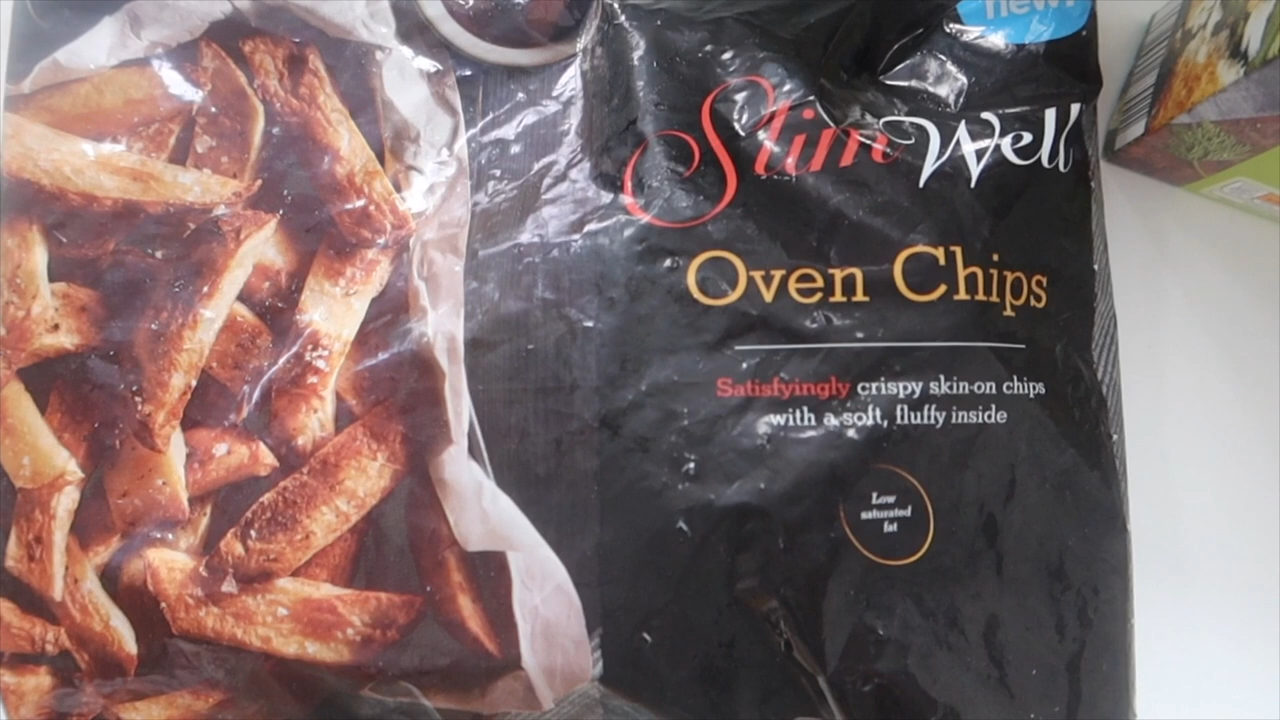 new!
SlimWell
Oven Chips
Satisfyingly crispy skin-on chips
with a soft, fluffy inside
Low
saturated
fat